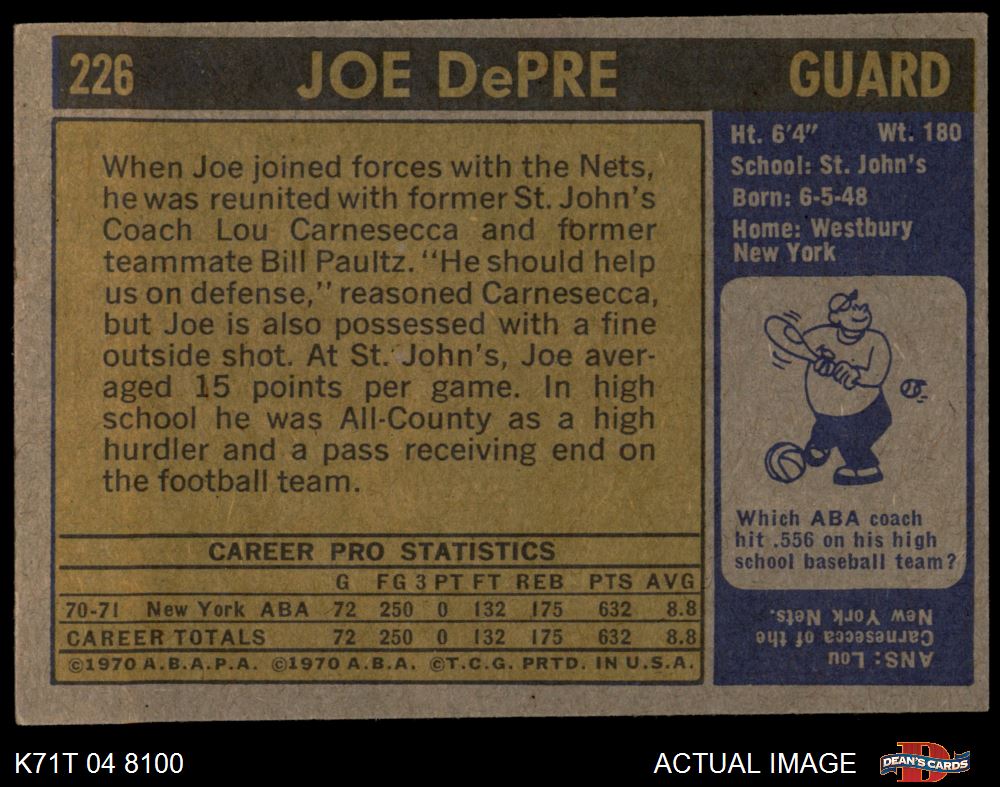 226 JOE DePRE GUARD
When Joe joined forces with the Nets,
he was reunited with former St. John's
Coach Lou Carnesecca and former
teammate Bill Paultz. "He should help
us on defense," reasoned Carnesecca,
but Joe is also possessed with a fine
outside shot. At St. John's, Joe aver-
aged 15 points per game. In high
school he was All-County as a high
hurdler and a pass receiving end on
the football team.
CAREER PRO STATISTICS
G FG 3 PT FT REB PTS AVG
70-71 New York ABA 72 250 0 132 175 632 8.8
CAREER TOTALS 72 250 0 132 175 632 8.8
©1970 A.B.A.P.A. ©1970 A.B.A. ©T.C.G. PRTD. IN U.S.A.
Ht. 6'4" Wt. 180
School: St. John's
Born: 6-5-48
Home: Westbury
New York
Which ABA coach
hit .556 on his high
school baseball team?
ANS: Lou
Carnesecca of the
New York Nets.
K71T 04 8100
ACTUAL IMAGE
D
DEAN'S CARDS